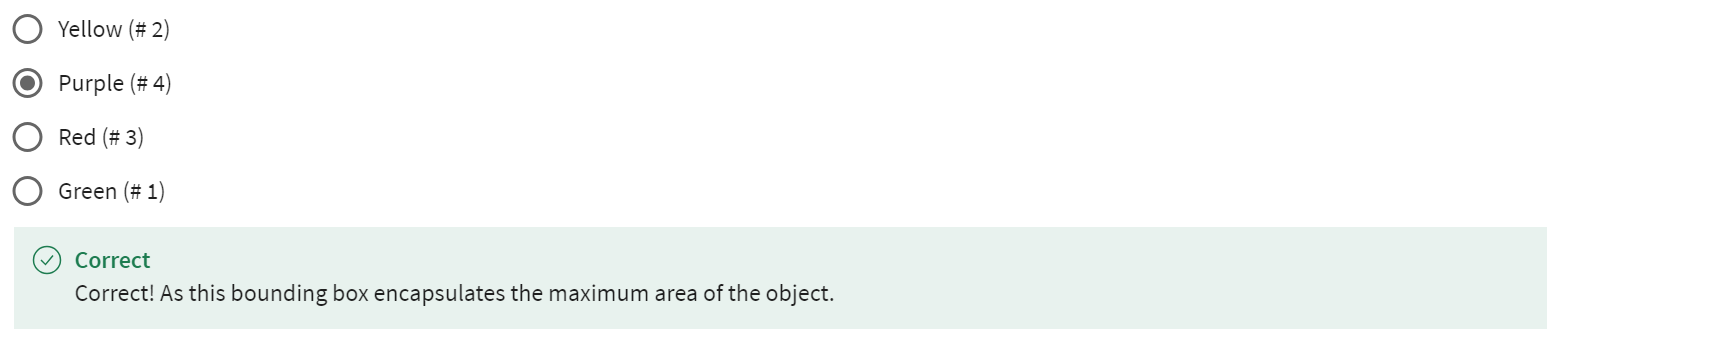 Yellow (# 2)
Purple (# 4)
Red (# 3)
Green (# 1)
Correct
Correct! As this bounding box encapsulates the maximum area of the object.